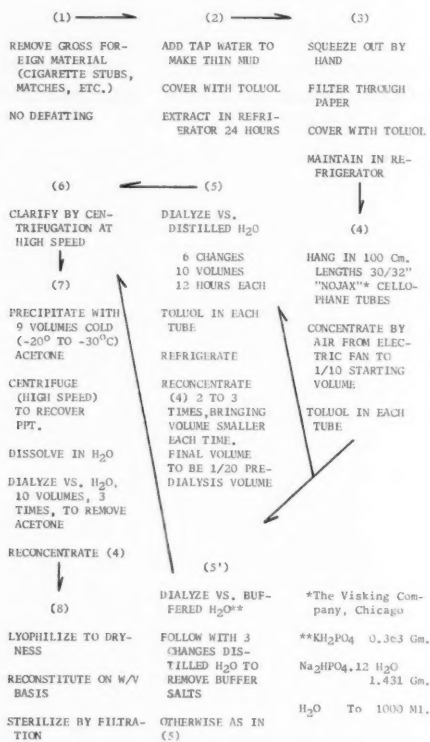 (1)
REMOVE GROSS FOR-
EIGN MATERIAL
(CIGARETTE STUBS,
MATCHES, ETC.)
NO DEFATTING
(2)
ADD TAP WATER TO
MAKE THIN MUD
COVER WITH TOLUOL
EXTRACT IN REFRI-
ERATOR 24 HOURS
(3)
SQUEEZE OUT BY
HAND
FILTER THROUGH
PAPER
COVER WITH TOLUOL
MAINTAIN IN RE-
FRIGERATOR
(4)
HANG IN 100 Cm.
LENGTHS 30/32"
"NOJAX"* CELLO-
PHANE TUBES
CONCENTRATE BY
AIR FROM ELEC-
TRIC FAN TO
1/10 STARTING
VOLUME
TOLUOL IN EACH
TUBE
(5)
DIALYZE VS.
DISTILLED H2O
6 CHANGES
10 VOLUMES
12 HOURS EACH
TOLUOL IN EACH
TUBE
REFRIGERATE
RECONCENTRATE
(4) 2 TO 3
TIMES, BRINGING
VOLUME SMALLER
EACH TIME.
FINAL VOLUME
TO BE 1/20 PRE-
DIALYSIS VOLUME
(5')
DIALYZE VS. BUF-
FERED H2O**
FOLLOW WITH 3
CHANGES DIS-
TILLED H2O TO
REMOVE BUFFER
SALTS
OTHERWISE AS IN
(5)
(6)
CLARIFY BY CEN-
TRIFUGATION AT
HIGH SPEED
(7)
PRECIPITATE WITH
9 VOLUMES COLD
(-20° TO -30°C)
ACETONE
CENTRIFUGE
(HIGH SPEED)
TO RECOVER
PPT.
DISSOLVE IN H2O
DIALYZE VS. H2O,
10 VOLUMES, 3
TIMES, TO REMOVE
ACETONE
RECONCENTRATE (4)
(8)
LYOPHILIZE TO DRY-
NESS
RECONSTITUTE ON W/V
BASIS
STERILIZE BY FILTRA-
TION
*The Visking Com-
pany, Chicago
**KH2PO4 0.363 Gm.
Na2HPO4.12 H2O
1.431 Gm.
H2O To 1000 Ml.